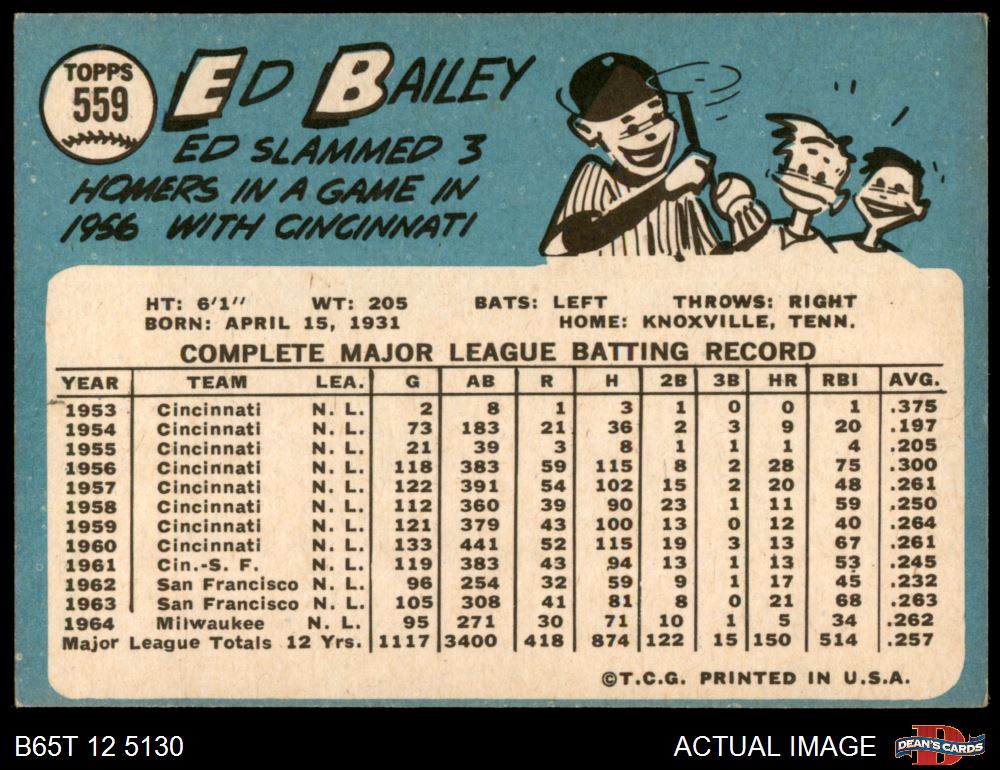 TOPPS
559
ED BAILEY
ED SLAMMED 3
HOMERS IN A GAME IN
1956 WITH CINCINNATI
HT: 6'1" WT: 205 BATS: LEFT THROWS: RIGHT
BORN: APRIL 15, 1931 HOME: KNOXVILLE, TENN.
COMPLETE MAJOR LEAGUE BATTING RECORD
YEAR TEAM LEA. G AB R H 2B 3B HR RBI AVG.
1953 Cincinnati N. L. 2 8 1 3 1 0 0 1 .375
1954 Cincinnati N. L. 73 183 21 36 2 3 9 20 .197
1955 Cincinnati N. L. 21 39 3 8 1 1 1 4 .205
1956 Cincinnati N. L. 118 383 59 115 8 2 28 75 .300
1957 Cincinnati N. L. 122 391 54 102 15 2 20 48 .261
1958 Cincinnati N. L. 112 360 39 90 23 1 11 59 .250
1959 Cincinnati N. L. 121 379 43 100 13 0 12 40 .264
1960 Cincinnati N. L. 133 441 52 115 19 3 13 67 .261
1961 Cin.-S. F. N. L. 119 383 43 94 13 1 13 53 .245
1962 San Francisco N. L. 96 254 32 59 9 1 17 45 .232
1963 San Francisco N. L. 105 308 41 81 8 0 21 68 .263
1964 Milwaukee N. L. 95 271 30 71 10 1 5 34 .262
Major League Totals 12 Yrs. 1117 3400 418 874 122 15 150 514 .257
©T.C.G. PRINTED IN U.S.A.
B65T 12 5130 ACTUAL IMAGE
DEAN'S CARDS